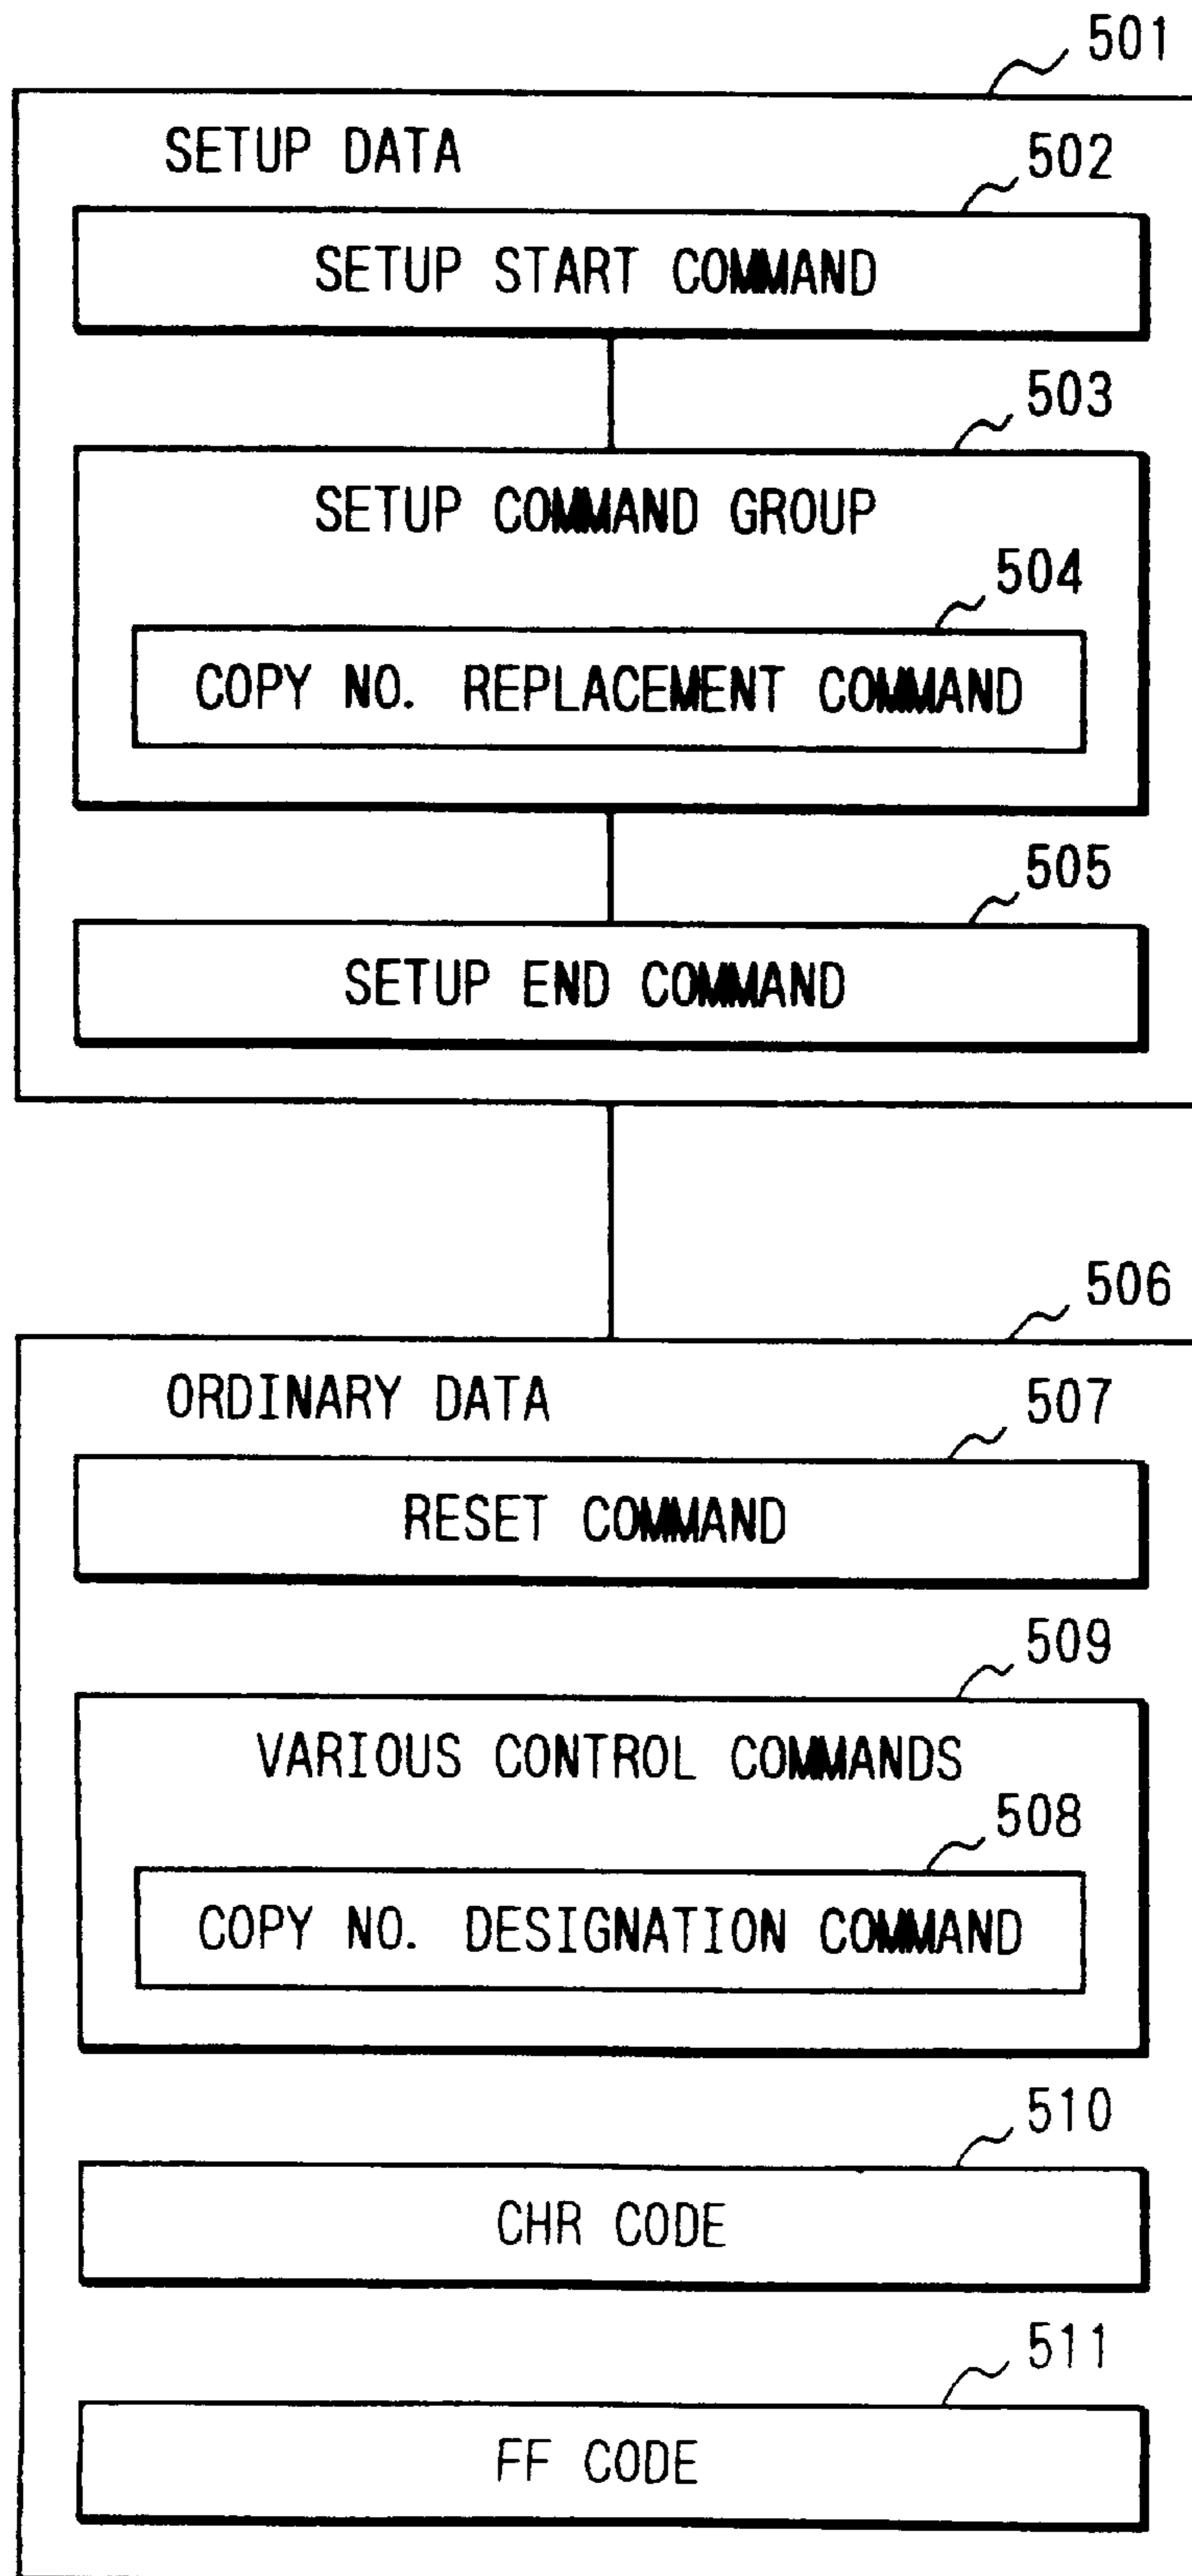 501
SETUP DATA
502
SETUP START COMMAND
503
SETUP COMMAND GROUP
504
COPY NO. REPLACEMENT COMMAND
505
SETUP END COMMAND
506
ORDINARY DATA
507
RESET COMMAND
509
VARIOUS CONTROL COMMANDS
508
COPY NO. DESIGNATION COMMAND
510
CHR CODE
511
FF CODE